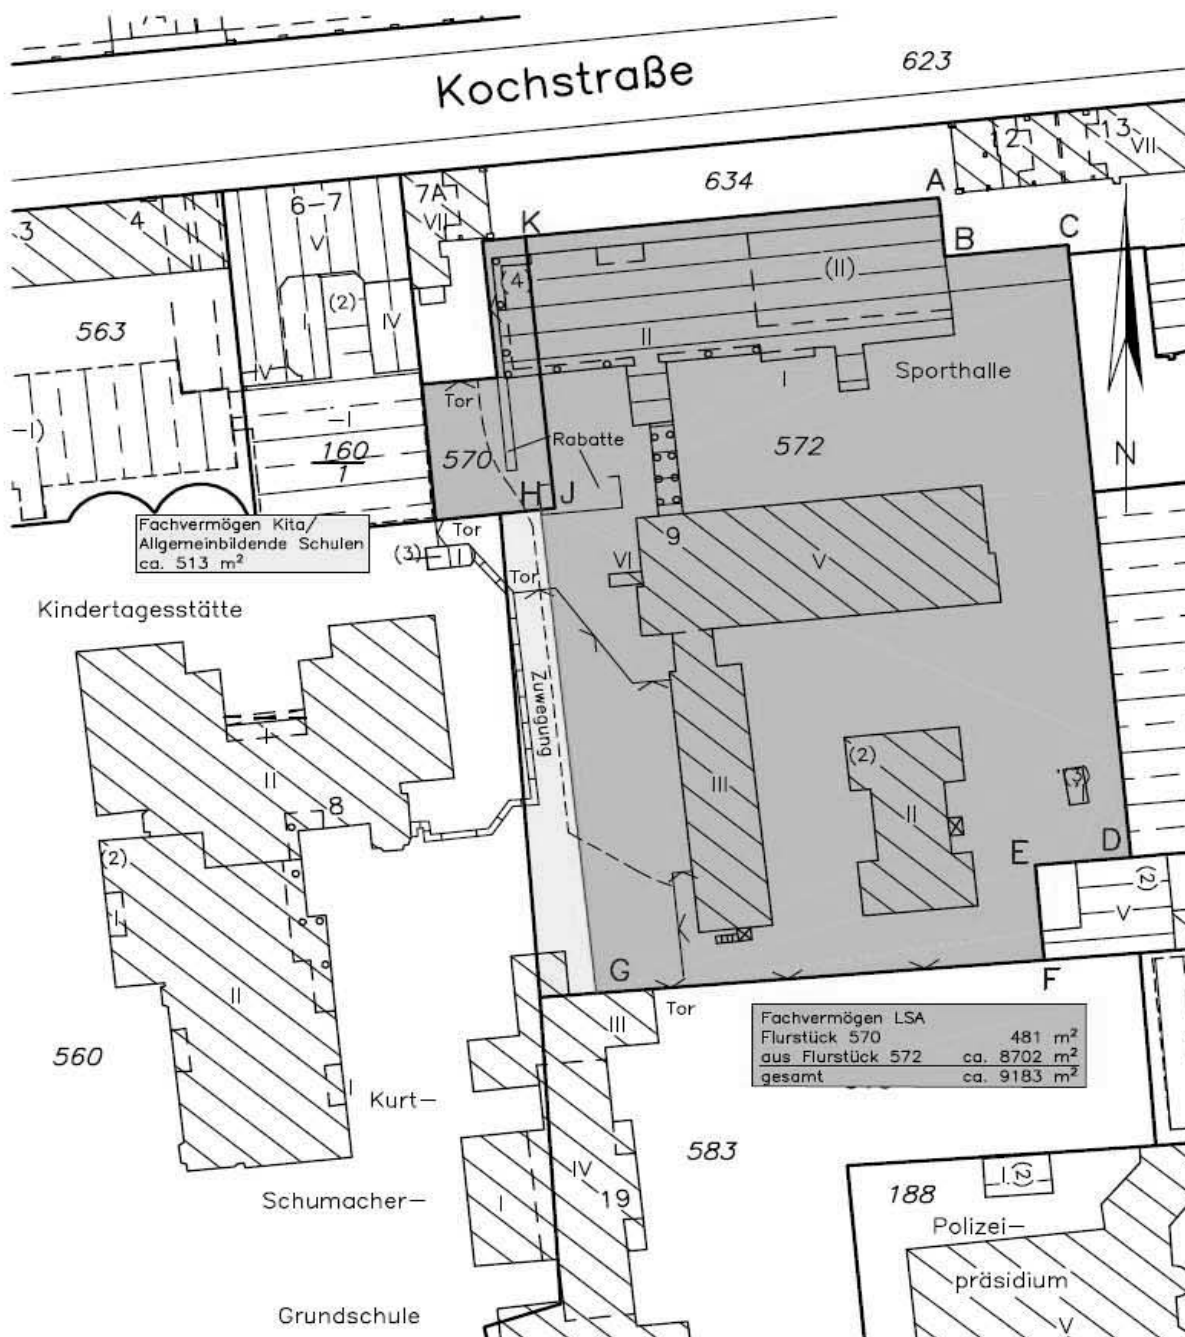 Kochstraße
623
634
A
12
13
VII
3
4
6-7
V
7A
VII
K
B
C
(4)
(II)
563
(2)
I
IV
IV
II
I
Sporthalle
Tor
-I
-I)
160
1
570
Rabatte
572
N
H
J
Fachvermögen Kita/
Allgemeinbildende Schulen
ca. 513 m²
Tor
(3)
I
Tor
VI
9
V
Kindertagesstätte
Zuwegung
I
II
8
III
(2)
II
(3)
(2)
I
E
D
(2)
V
II
G
F
III
Tor
Fachvermögen LSA
Flurstück 570 481 m²
aus Flurstück 572 ca. 8702 m²
gesamt ca. 9183 m²
560
I
Kurt-
583
IV
19
I
Schumacher-
188
I
(2)
Polizei-
präsidium
V
Grundschule